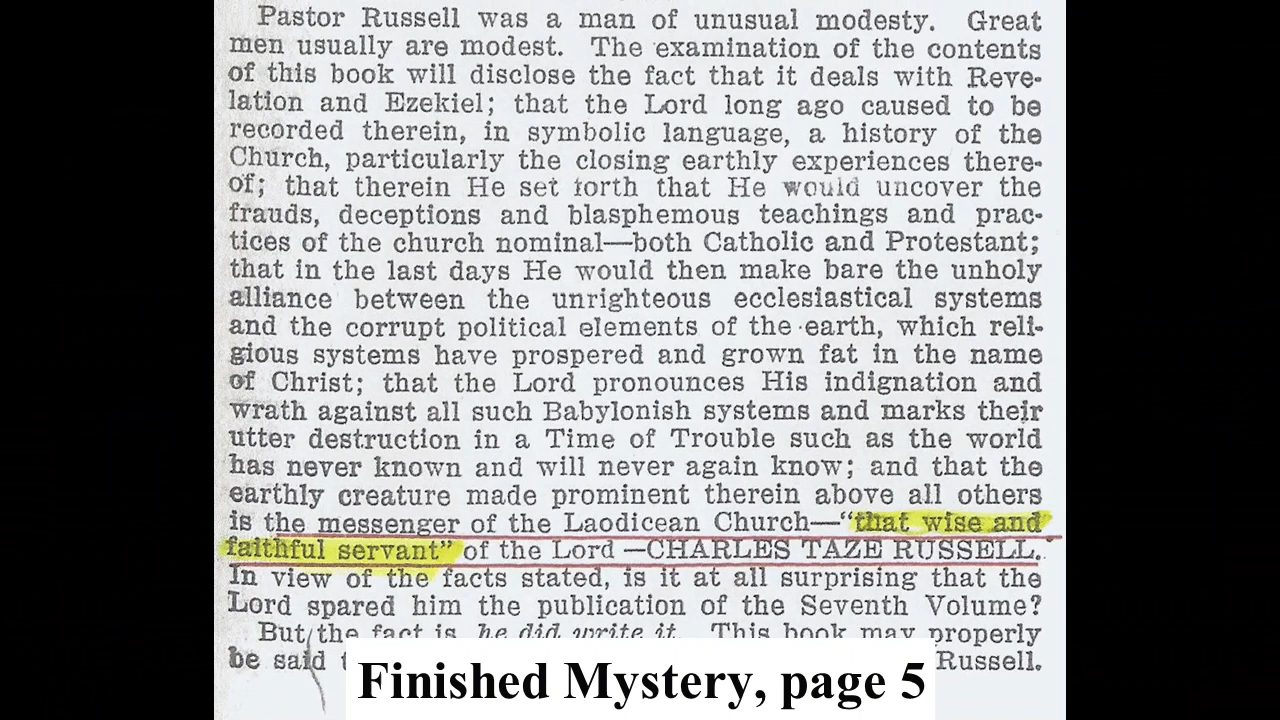 Pastor Russell was a man of unusual modesty. Great
men usually are modest. The examination of the contents
of this book will disclose the fact that it deals with Reve-
lation and Ezekiel; that the Lord long ago caused to be
recorded therein, in symbolic language, a history of the
Church, particularly the closing earthly experiences there-
of; that therein He set forth that He would uncover the
frauds, deceptions and blasphemous teachings and prac-
tices of the church nominal—both Catholic and Protestant;
that in the last days He would then make bare the unholy
alliance between the unrighteous ecclesiastical systems
and the corrupt political elements of the earth, which reli-
gious systems have prospered and grown fat in the name
of Christ; that the Lord pronounces His indignation and
wrath against all such Babylonish systems and marks their
utter destruction in a Time of Trouble such as the world
has never known and will never again know; and that the
earthly creature made prominent therein above all others
is the messenger of the Laodicean Church—"that wise and
faithful servant" of the Lord—CHARLES TAZE RUSSELL.
In view of the facts stated, is it at all surprising that the
Lord spared him the publication of the Seventh Volume?
But the fact is, he did write it. This book may properly
be said Russell.
Finished Mystery, page 5